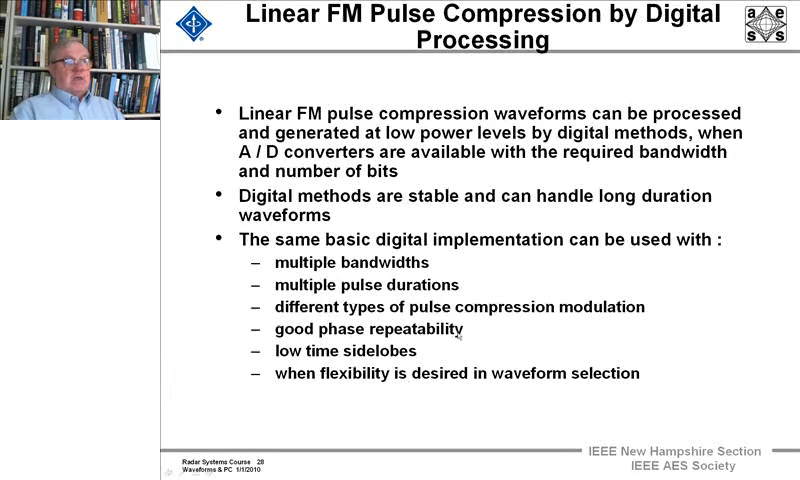 Linear FM Pulse Compression by Digital
Processing
a e
s s
• Linear FM pulse compression waveforms can be processed
and generated at low power levels by digital methods, when
A / D converters are available with the required bandwidth
and number of bits
• Digital methods are stable and can handle long duration
waveforms
• The same basic digital implementation can be used with :
– multiple bandwidths
– multiple pulse durations
– different types of pulse compression modulation
– good phase repeatability
– low time sidelobes
– when flexibility is desired in waveform selection
Radar Systems Course 28
Waveforms & PC 1/1/2010
IEEE New Hampshire Section
IEEE AES Society